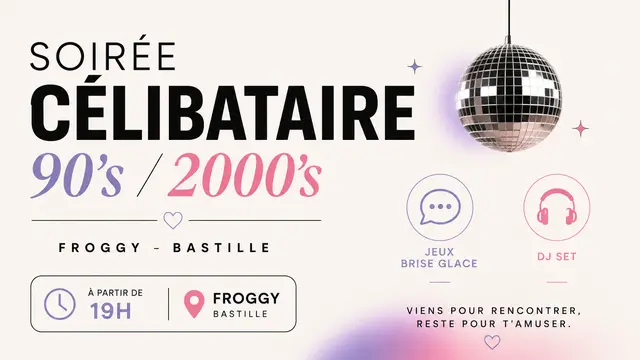 SOIRÉE
CÉLIBATAIRE
90's / 2000's
FROGGY - BASTILLE
À PARTIR DE
19H
FROGGY
BASTILLE
JEUX
BRISE GLACE
DJ SET
VIENS POUR RENCONTRER,
RESTE POUR T'AMUSER.